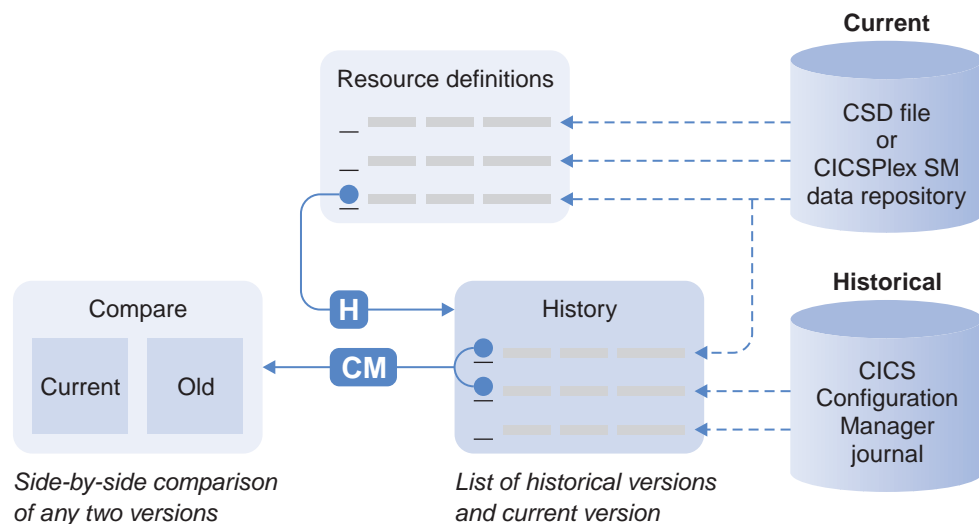 Current
Resource definitions
CSD file
or
CICSPlex SM
data repository
Historical
Compare
H
History
CM
Current
Old
CICS
Configuration
Manager
journal
Side-by-side comparison
of any two versions
List of historical versions
and current version